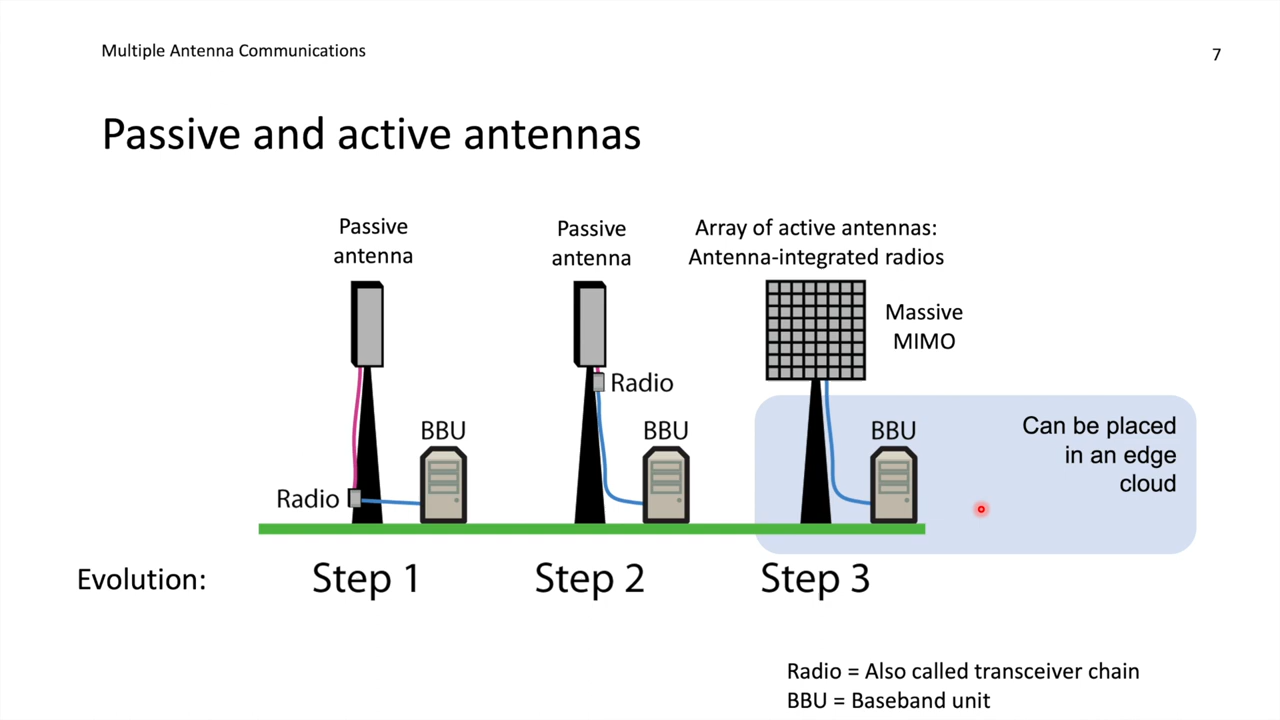 Multiple Antenna Communications
7
Passive and active antennas
Passive
antenna
Passive
antenna
Array of active antennas:
Antenna-integrated radios
Massive
MIMO
Radio
BBU
BBU
BBU
Can be placed
in an edge
cloud
Radio
Evolution:
Step 1
Step 2
Step 3
Radio = Also called transceiver chain
BBU = Baseband unit